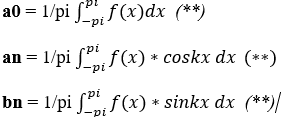 a0 = 1/pi ∫_{-pi}^{pi} f(x)dx (**)
an = 1/pi ∫_{-pi}^{pi} f(x) * coskx dx (**)
bn = 1/pi ∫_{-pi}^{pi} f(x) * sinkx dx (**)/